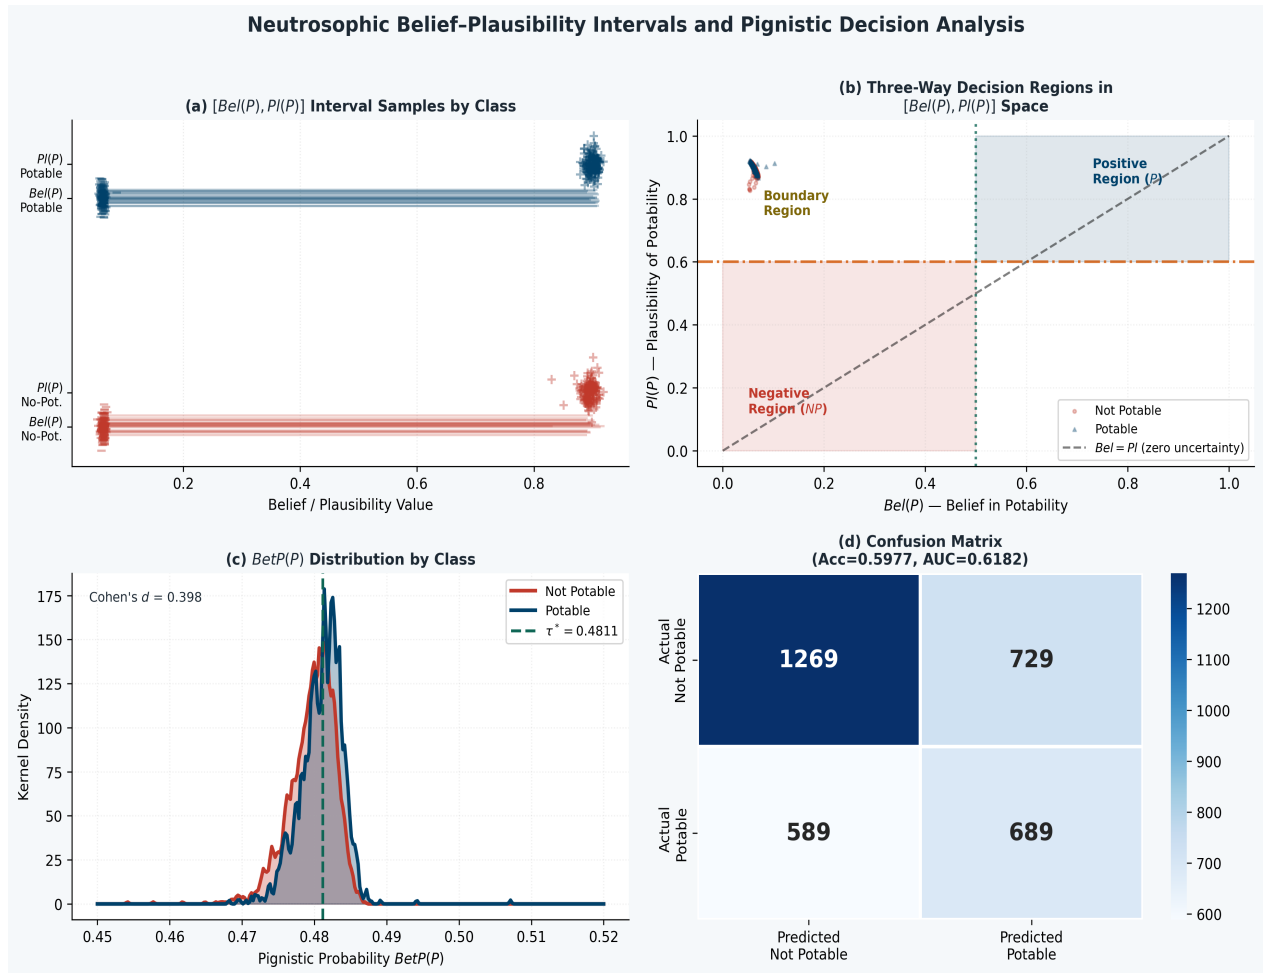 Neutrosophic Belief–Plausibility Intervals and Pignistic Decision Analysis
(a) [Bel(P), Pl(P)] Interval Samples by Class
Pl(P)
Potable
Bel(P)
Potable
Pl(P)
No-Pot.
Bel(P)
No-Pot.
0.2
0.4
0.6
0.8
Belief / Plausibility Value
(b) Three-Way Decision Regions in
[Bel(P), Pl(P)] Space
Pl(P) — Plausibility of Potability
1.0
0.8
0.6
0.4
0.2
0.0
Boundary
Region
Positive
Region (P)
Negative
Region (NP)
Not Potable
Potable
Bel = Pl (zero uncertainty)
0.0
0.2
0.4
0.6
0.8
1.0
Bel(P) — Belief in Potability
(c) BetP(P) Distribution by Class
Kernel Density
175
150
125
100
75
50
25
0
Cohen's d = 0.398
Not Potable
Potable
τ* = 0.4811
0.45
0.46
0.47
0.48
0.49
0.50
0.51
0.52
Pignistic Probability BetP(P)
(d) Confusion Matrix
(Acc=0.5977, AUC=0.6182)
Actual
Not Potable
Actual
Potable
1269
729
589
689
Predicted
Not Potable
Predicted
Potable
1200
1100
1000
900
800
700
600